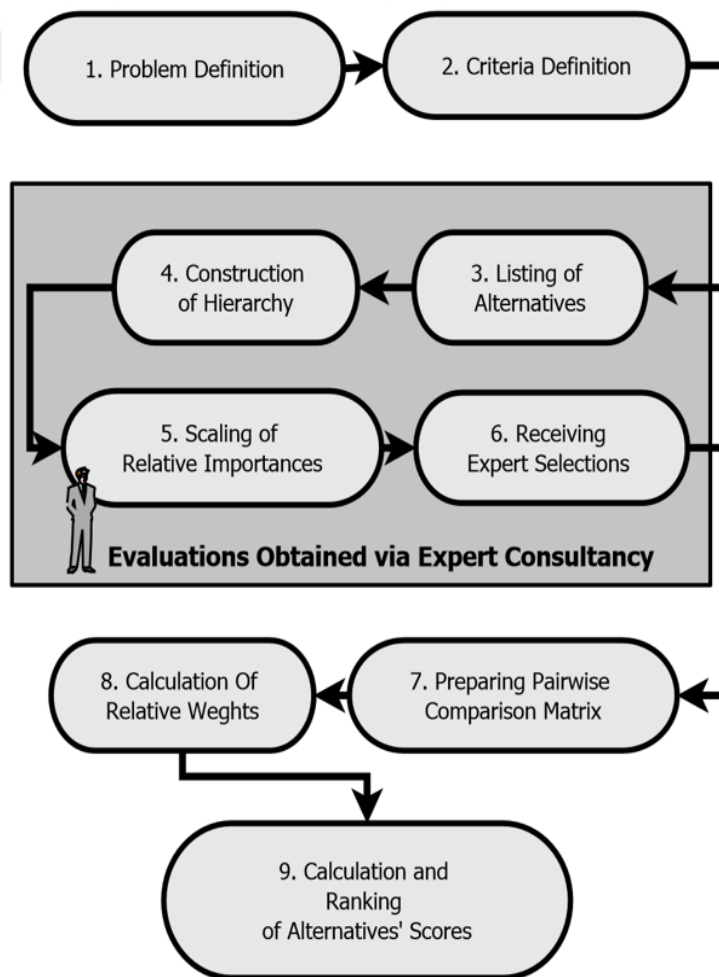 1. Problem Definition
2. Criteria Definition
3. Listing of
Alternatives
4. Construction
of Hierarchy
5. Scaling of
Relative Importances
6. Receiving
Expert Selections
Evaluations Obtained via Expert Consultancy
7. Preparing Pairwise
Comparison Matrix
8. Calculation Of
Relative Weghts
9. Calculation and
Ranking
of Alternatives' Scores